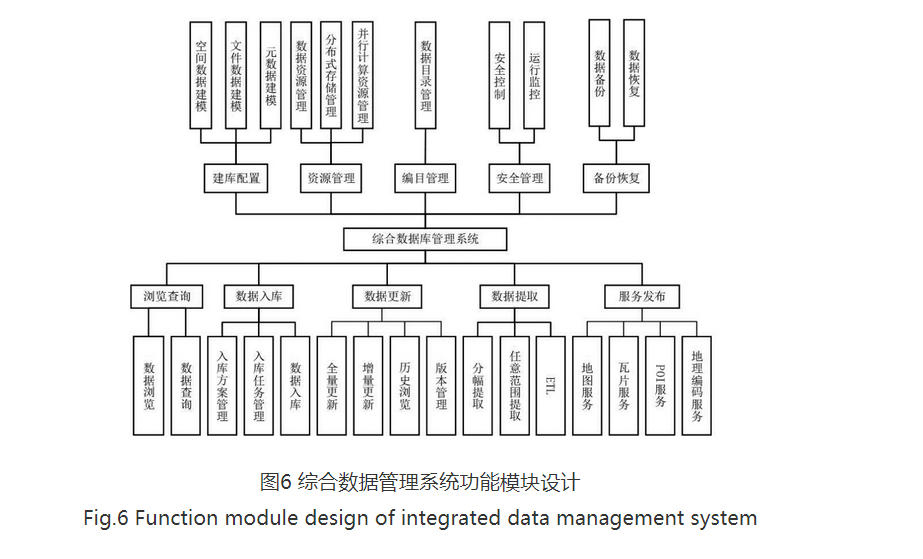 空间数据建模
文件数据建模
元数据建模
数据资源管理
分布式存储管理
并行计算资源管理
数据目录管理
安全控制
运行监控
数据备份
数据恢复
建库配置
资源管理
编目管理
安全管理
备份恢复
综合数据库管理系统
浏览查询
数据入库
数据更新
数据提取
服务发布
数据浏览
数据查询
入库方案管理
入库任务管理
数据入库
全量更新
增量更新
历史浏览
版本管理
分幅提取
任意范围提取
ETL
地图服务
瓦片服务
POI服务
地理编码服务
图6 综合数据管理系统功能模块设计
Fig.6 Function module design of integrated data management system